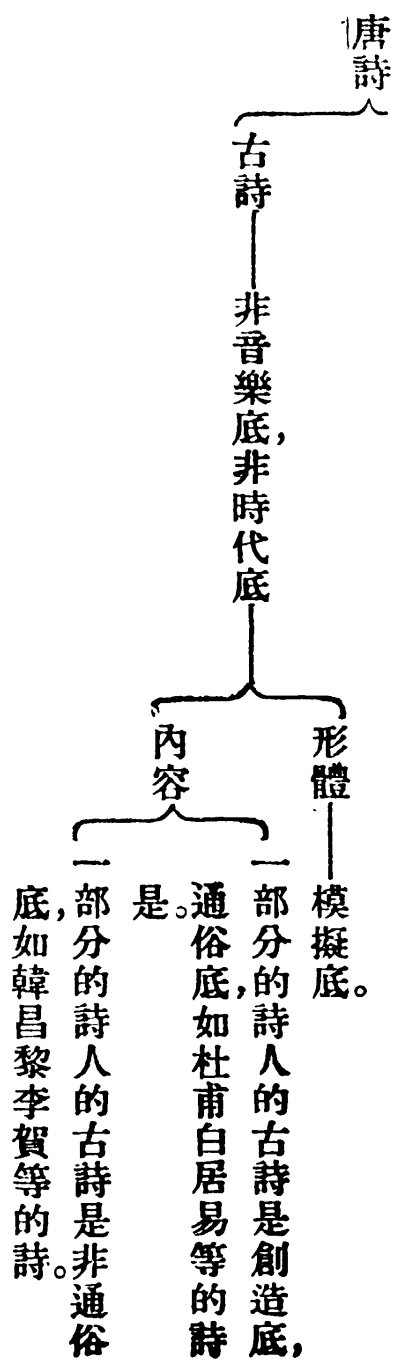 唐詩
古詩
非音樂底，非時代底
形體
模擬底。
內容
一部分的詩人的古詩是創造底，
通俗底，如杜甫白居易等的詩
是。
一部分的詩人的古詩是非通俗
底，如韓昌黎李賀等的詩。